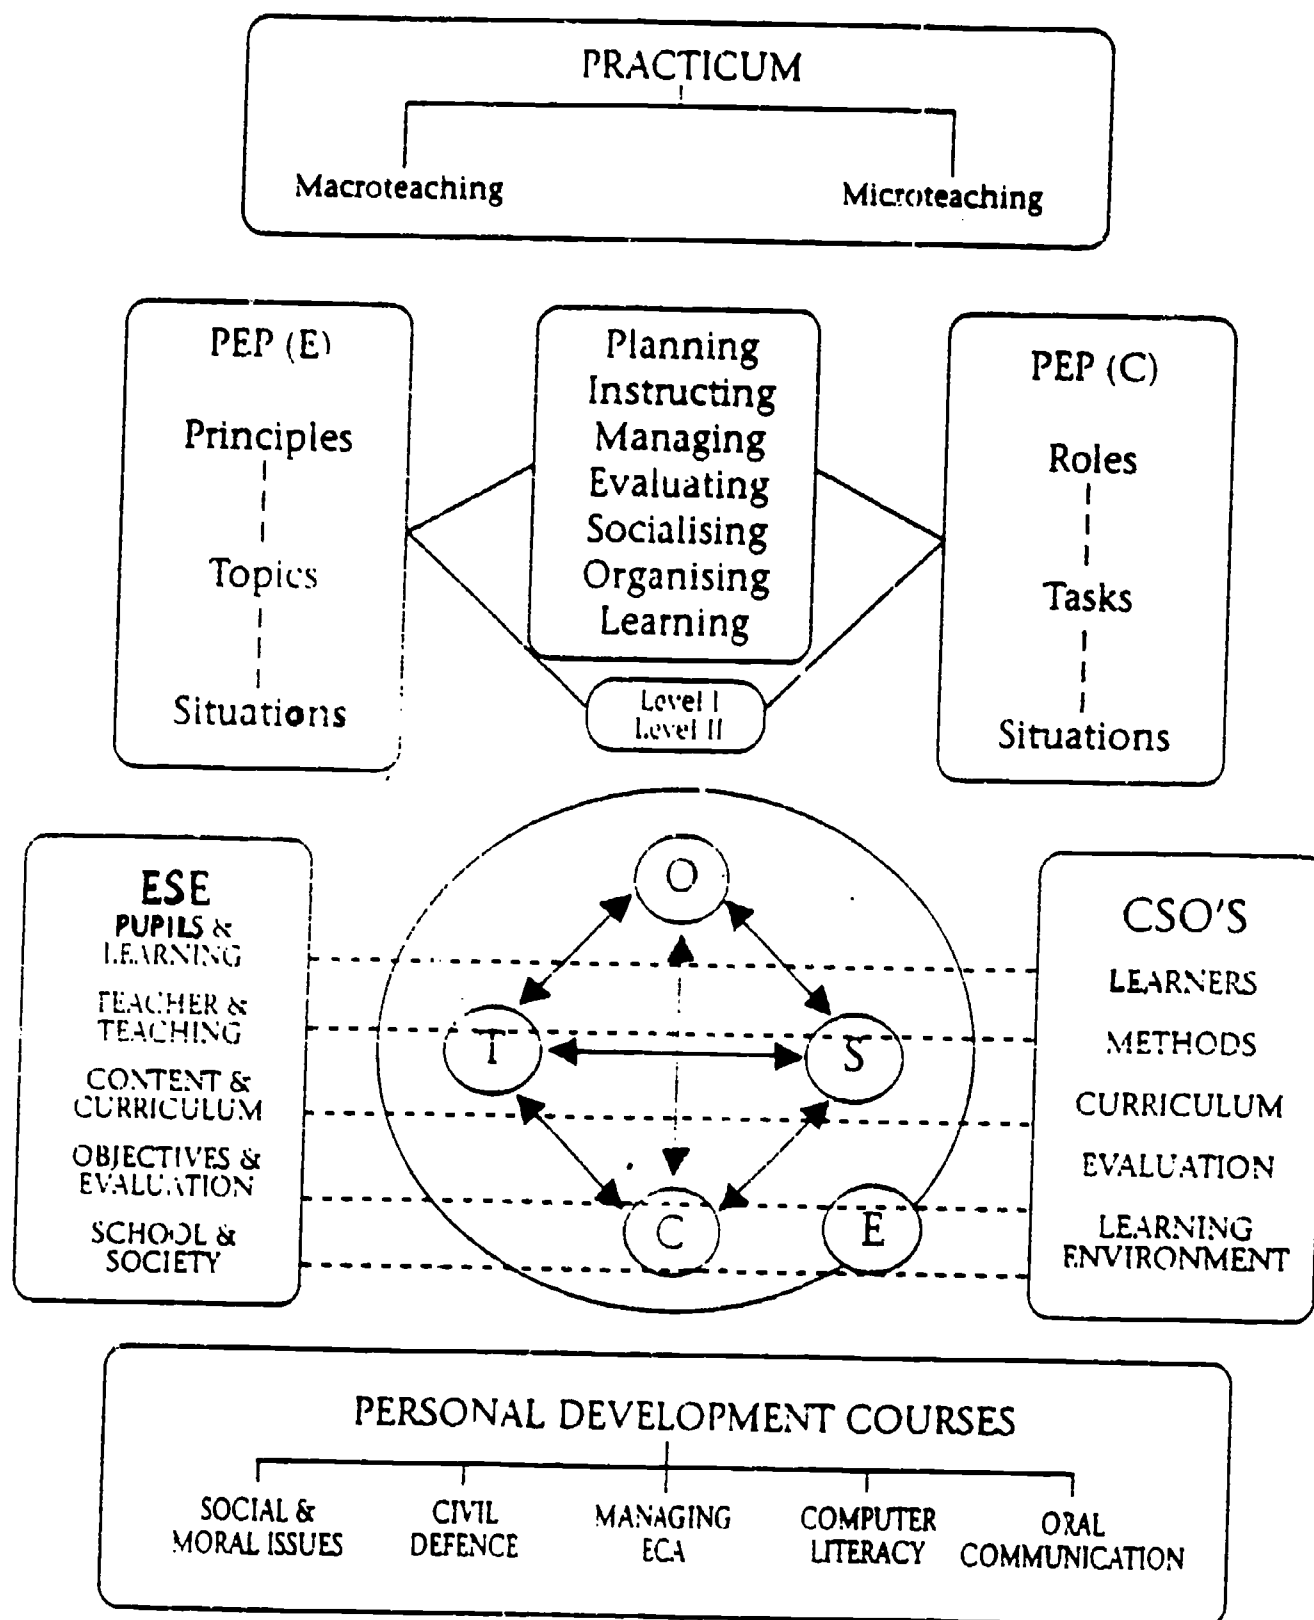 PRACTICUM
Macroteaching
Microteaching
PEP (E)
Principles
Topics
Situations
Planning
Instructing
Managing
Evaluating
Socialising
Organising
Learning
Level I
Level II
PEP (C)
Roles
Tasks
Situations
ESE
PUPILS &
LEARNING
TEACHER &
TEACHING
CONTENT &
CURRICULUM
OBJECTIVES &
EVALUATION
SCHOOL &
SOCIETY
O
T
S
C
E
CSO'S
LEARNERS
METHODS
CURRICULUM
EVALUATION
LEARNING
ENVIRONMENT
PERSONAL DEVELOPMENT COURSES
SOCIAL &
MORAL ISSUES
CIVIL
DEFENCE
MANAGING
ECA
COMPUTER
LITERACY
ORAL
COMMUNICATION